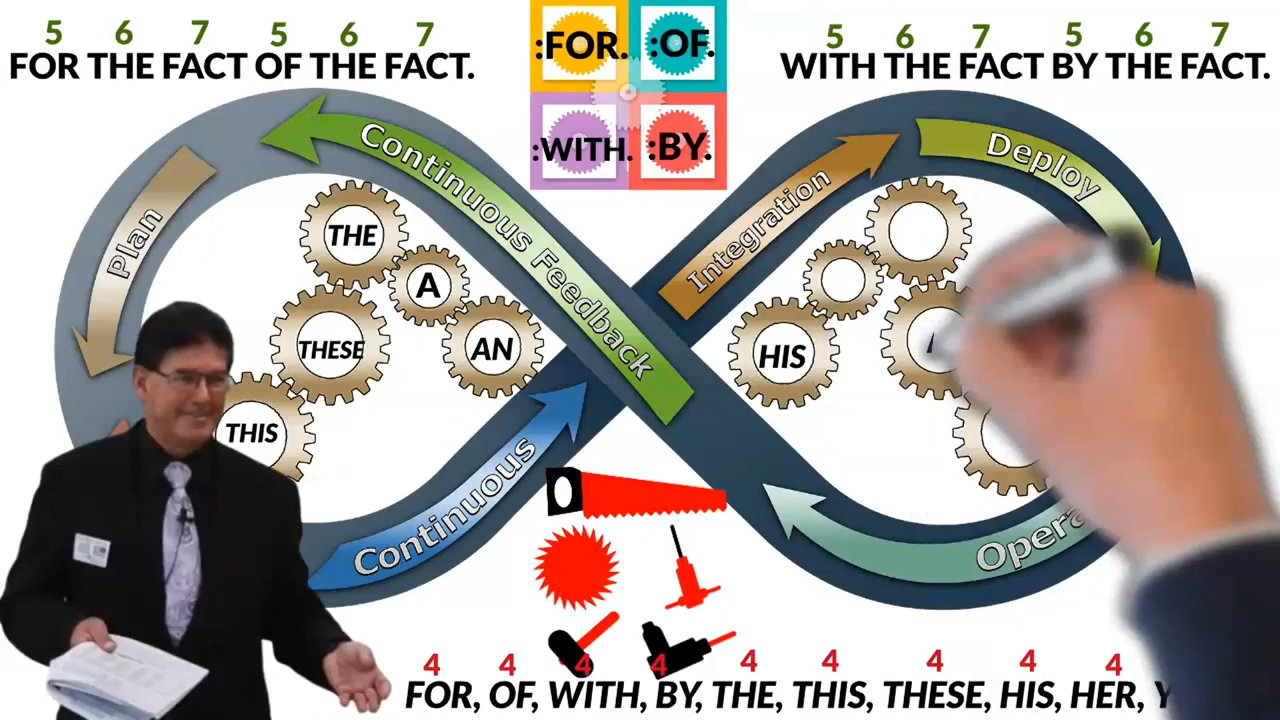 5 6 7 5 6 7
FOR THE FACT OF THE FACT.
:FOR. :OF.
:WITH. :BY.
5 6 7 5 6 7
WITH THE FACT BY THE FACT.
Continuous Feedback
Plan
THE
A
THESE
AN
THIS
Continuous
Integration
Deploy
HIS
4 4 4 4 4 4 4 4 4
FOR, OF, WITH, BY, THE, THIS, THESE, HIS, HER,